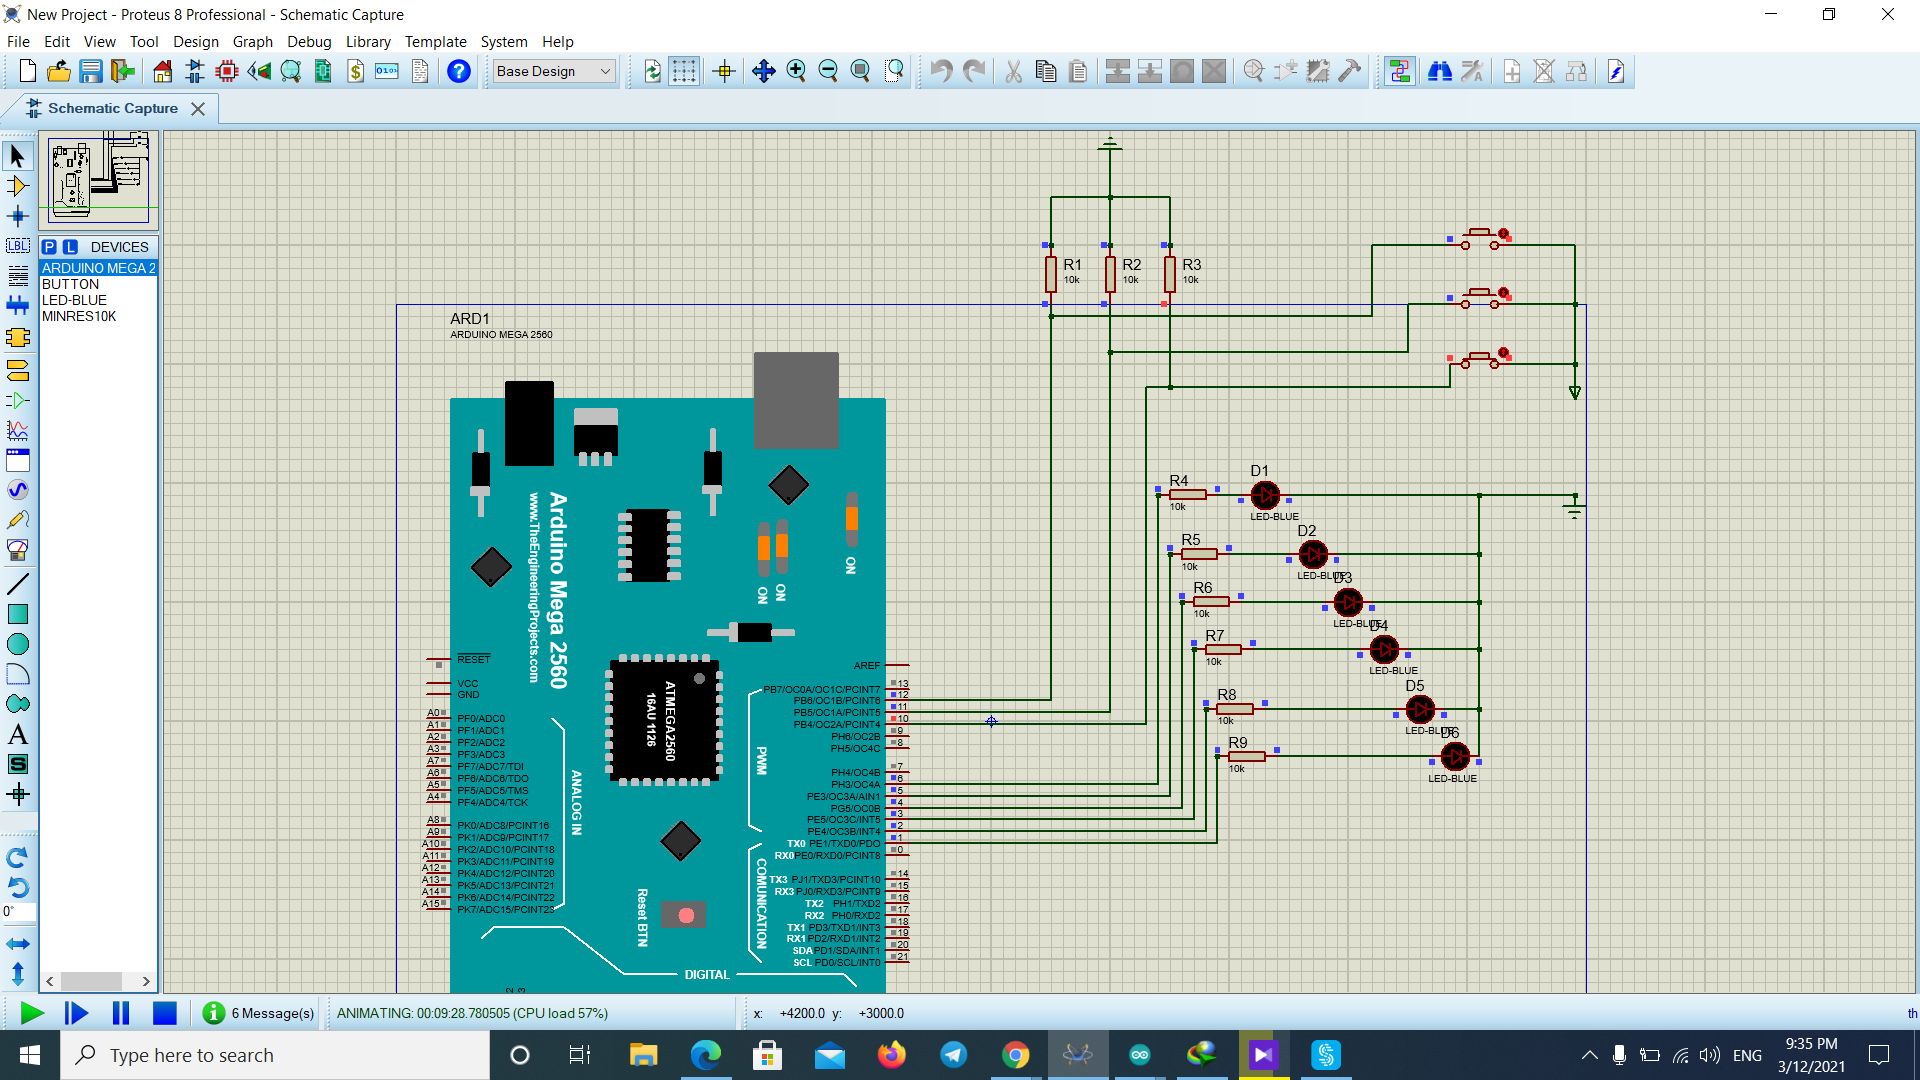 New Project - Proteus 8 Professional - Schematic Capture
File Edit View Tool Design Graph Debug Library Template System Help
Base Design
Schematic Capture
P L DEVICES
ARDUINO MEGA 2
BUTTON
LED-BLUE
MINRES10K
LBL
A
S
0°
R1
10k
R2
10k
R3
10k
ARD1
ARDUINO MEGA 2560
Arduino Mega 2560
www.TheEngineeringProjects.com
ON
ON
ON
ATMEGA2560
16AU 1126
RESET
VCC
GND
A0 PF0/ADC0
A1 PF1/ADC1
A2 PF2/ADC2
A3 PF3/ADC3
A7 PF7/ADC7/TDI
A6 PF6/ADC6/TDO
A5 PF5/ADC5/TMS
A4 PF4/ADC4/TCK
A8 PK0/ADC8/PCINT16
A9 PK1/ADC9/PCINT17
A10 PK2/ADC10/PCINT18
A11 PK3/ADC11/PCINT19
A12 PK4/ADC12/PCINT20
A13 PK5/ADC13/PCINT21
A14 PK6/ADC14/PCINT22
A15 PK7/ADC15/PCINT23
ANALOG IN
AREF
PB7/OC0A/OC1C/PCINT7 13
PB6/OC1B/PCINT6 12
PB5/OC1A/PCINT5 11
PB4/OC2A/PCINT4 10
PH6/OC2B 9
PH5/OC4C 8
PH4/OC4B 7
PH3/OC4A 6
PE3/OC3A/AIN1 5
PG5/OC0B 4
PE5/OC3C/INT5 3
PE4/OC3B/INT4 2
TX0 PE1/TXD0/PDO 1
RX0 PE0/RXD0/PCINT8 0
TX3 PJ1/TXD3/PCINT10 14
RX3 PJ0/RXD3/PCINT9 15
TX2 PH1/TXD2 16
RX2 PH0/RXD2 17
TX1 PD3/TXD1/INT3 18
RX1 PD2/RXD1/INT2 19
SDA PD1/SDA/INT1 20
SCL PD0/SCL/INT0 21
PWM
COMUNICATION
Reset BTN
DIGITAL
R4
10k
D1
LED-BLUE
R5
10k
D2
LED-BLUE
R6
10k
D3
LED-BLUE
R7
10k
D4
LED-BLUE
R8
10k
D5
LED-BLUE
R9
10k
D6
LED-BLUE
6 Message(s)
ANIMATING: 00:09:28.780505 (CPU load 57%)
x: +4200.0 y: +3000.0
th
Type here to search
ENG
9:35 PM
3/12/2021